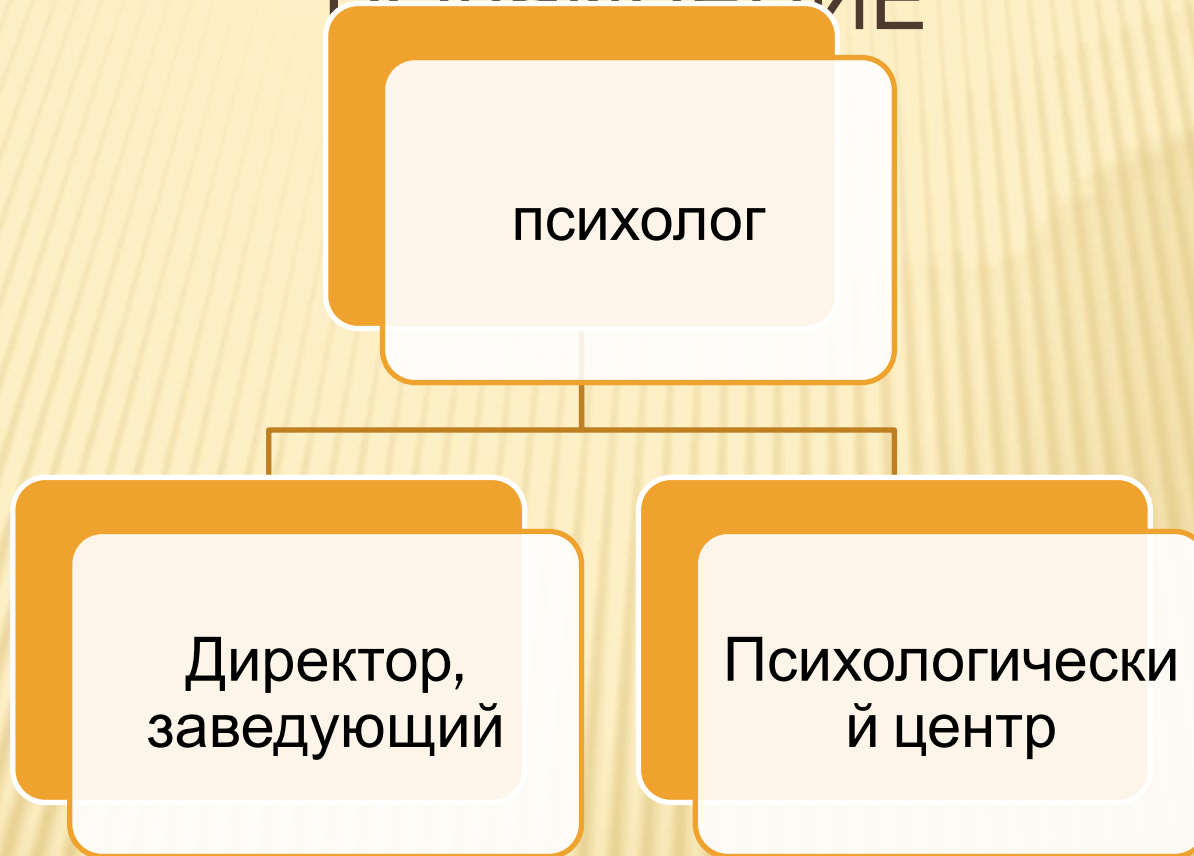 психолог
Директор,
заведующий
Психологически
й центр